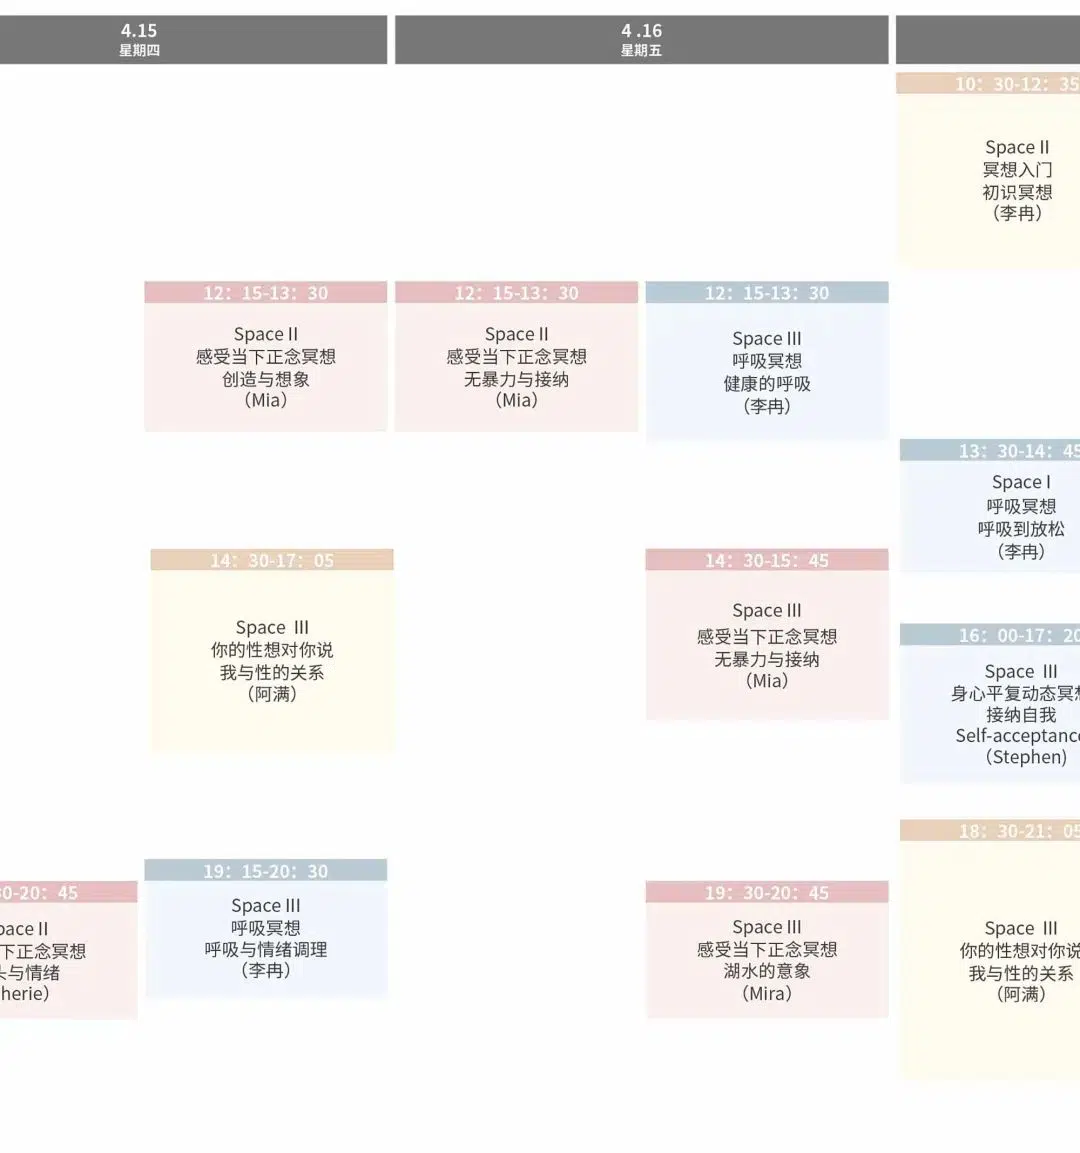 4.15
星期四
4 .16
星期五
10：30-12：35
Space II
冥想入门
初识冥想
（李冉）
12：15-13：30
Space II
感受当下正念冥想
创造与想象
（Mia）
12：15-13：30
Space II
感受当下正念冥想
无暴力与接纳
（Mia）
12：15-13：30
Space III
呼吸冥想
健康的呼吸
（李冉）
13：30-14：45
Space I
呼吸冥想
呼吸到放松
（李冉）
14：30-17：05
Space III
你的性想对你说
我与性的关系
（阿满）
14：30-15：45
Space III
感受当下正念冥想
无暴力与接纳
（Mia）
16：00-17：20
Space III
身心平复动态冥想
接纳自我
Self-acceptance
（Stephen)
18：30-21：05
Space III
你的性想对你说
我与性的关系
（阿满）
0-20：45
pace II
下正念冥想
与情绪
herie）
19：15-20：30
Space III
呼吸冥想
呼吸与情绪调理
（李冉）
19：30-20：45
Space III
感受当下正念冥想
湖水的意象
（Mira）